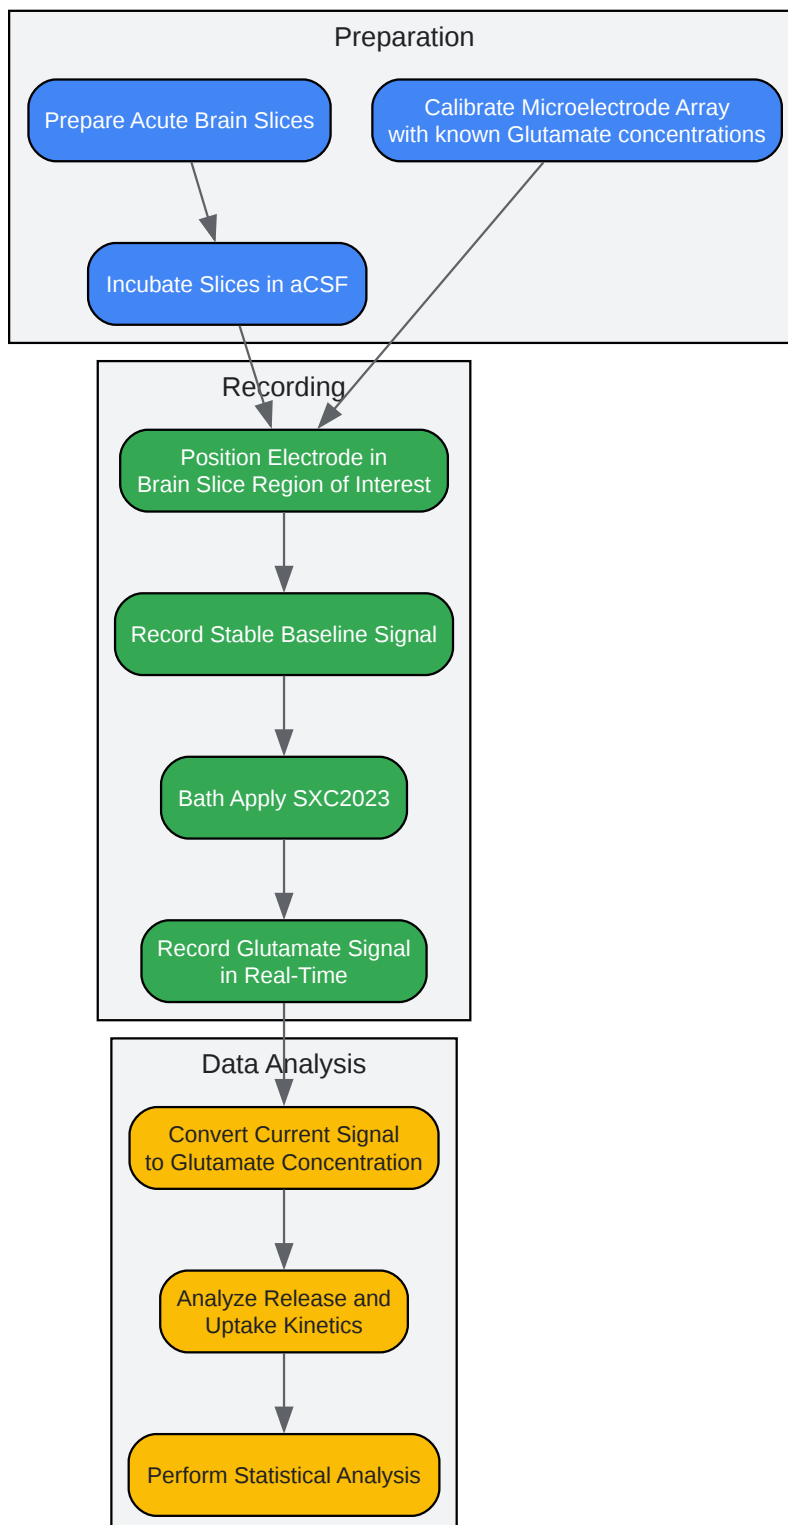 Preparation
Prepare Acute Brain Slices
Calibrate Microelectrode Array
with known Glutamate concentrations
Incubate Slices in aCSF
Recording
Position Electrode in
Brain Slice Region of Interest
Record Stable Baseline Signal
Bath Apply SXC2023
Record Glutamate Signal
in Real-Time
Data Analysis
Convert Current Signal
to Glutamate Concentration
Analyze Release and
Uptake Kinetics
Perform Statistical Analysis